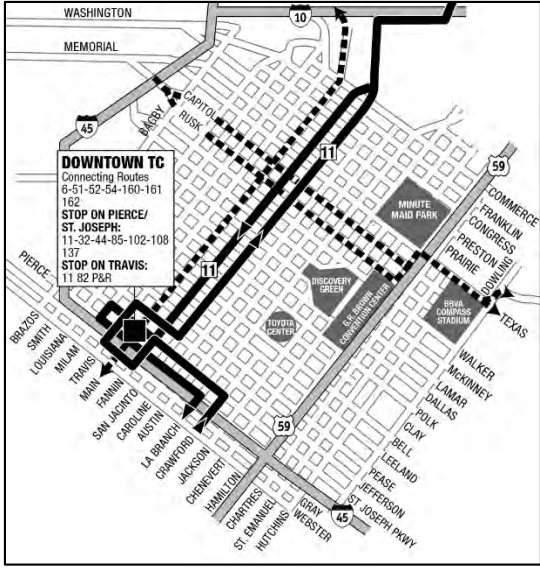 WASHINGTON
10
MEMORIAL
CAPITOL
BAGBY
RUSK
45
11
59
DOWNTOWN TC
Connecting Routes
6-51-52-54-160-161
162
STOP ON PIERCE/
ST. JOSEPH:
11-32-44-85-102-108
137
STOP ON TRAVIS:
11 82 P&R
MINUTE
MAID PARK
COMMERCE
FRANKLIN
CONGRESS
PRESTON
PRAIRIE
DOWLING
TEXAS
11
DISCOVERY
GREEN
G.R. BROWN
CONVENTION CENTER
BBVA
COMPASS
STADIUM
TOYOTA
CENTER
PIERCE
BRAZOS
SMITH
LOUISIANA
MILAM
TRAVIS
MAIN
FANNIN
SAN JACINTO
CAROLINE
AUSTIN
LA BRANCH
CRAWFORD
JACKSON
CHENEVERT
HAMILTON
CHARTRES
ST. EMANUEL
HUTCHINS
WALKER
McKINNEY
LAMAR
DALLAS
POLK
CLAY
BELL
LEELAND
PEASE
JEFFERSON
ST JOSEPH PKWY
59
GRAY
WEBSTER
45